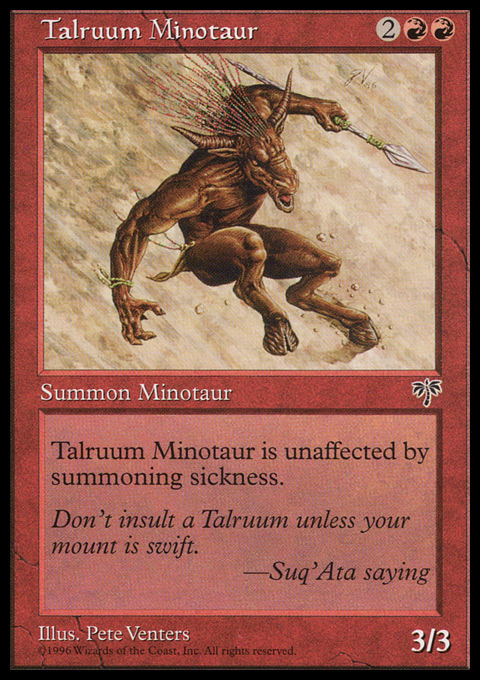 Talruum Minotaur 2
Summon Minotaur
Talruum Minotaur is unaffected by
summoning sickness.
Don't insult a Talruum unless your
mount is swift.
—Suq'Ata saying
Illus. Pete Venters
©1996 Wizards of the Coast, Inc. All rights reserved.
3/3